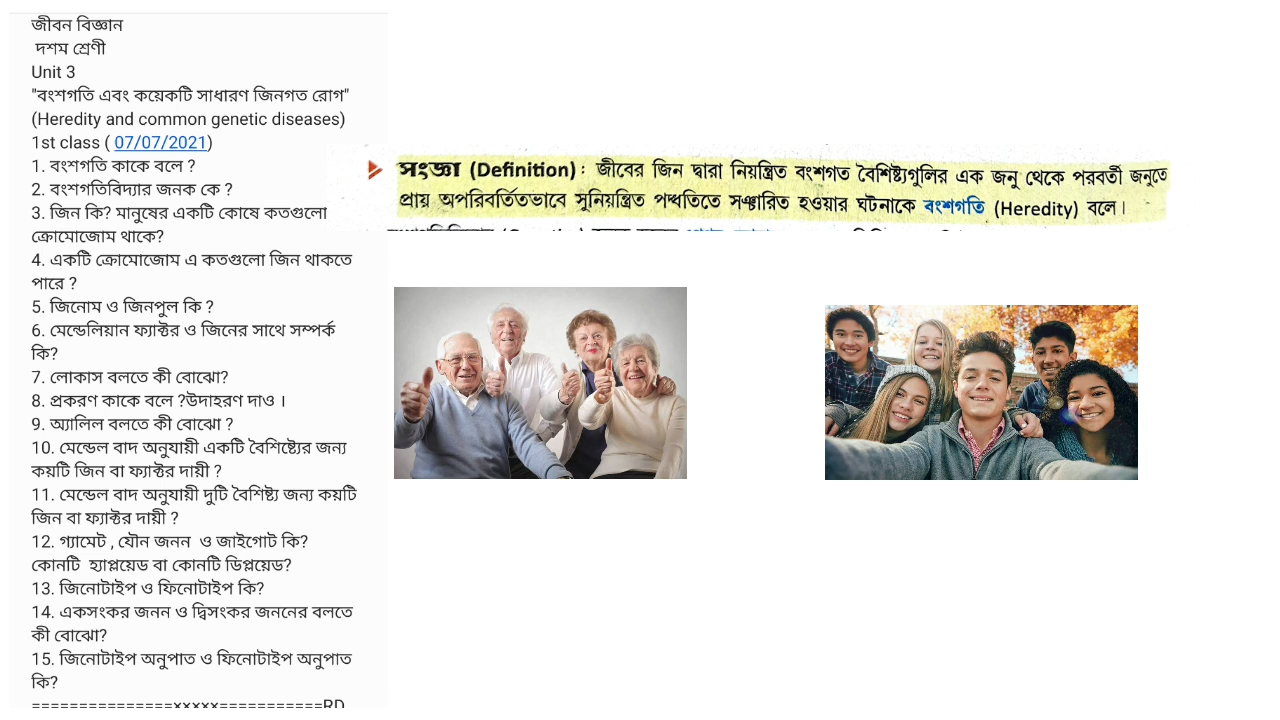 জীবন বিজ্ঞান
দশম শ্রেণী
Unit 3
"বংশগতি এবং কয়েকটি সাধারণ জিনগত রোগ"
(Heredity and common genetic diseases)
1st class ( 07/07/2021)
1. বংশগতি কাকে বলে ?
2. বংশগতিবিদ্যার জনক কে ?
3. জিন কি? মানুষের একটি কোষে কতগুলো
ক্রোমোজোম থাকে?
4. একটি ক্রোমোজোম এ কতগুলো জিন থাকতে
পারে ?
5. জিনোম ও জিনপুল কি ?
6. মেন্ডেলিয়ান ফ্যাক্টর ও জিনের সাথে সম্পর্ক
কি?
7. লোকাস বলতে কী বোঝো?
8. প্রকরণ কাকে বলে ?উদাহরণ দাও ।
9. অ্যালিল বলতে কী বোঝো ?
10. মেন্ডেল বাদ অনুযায়ী একটি বৈশিষ্ট্যের জন্য
কয়টি জিন বা ফ্যাক্টর দায়ী ?
11. মেন্ডেল বাদ অনুযায়ী দুটি বৈশিষ্ট্য জন্য কয়টি
জিন বা ফ্যাক্টর দায়ী ?
12. গ্যামেট , যৌন জনন ও জাইগোট কি?
কোনটি হ্যাপ্লয়েড বা কোনটি ডিপ্লয়েড?
13. জিনোটাইপ ও ফিনোটাইপ কি?
14. একসংকর জনন ও দ্বিসংকর জননের বলতে
কী বোঝো?
15. জিনোটাইপ অনুপাত ও ফিনোটাইপ অনুপাত
কি?
================×××××===========RD
সংজ্ঞা (Definition) : জীবের জিন দ্বারা নিয়ন্ত্রিত বংশগত বৈশিষ্ট্যগুলির এক জনু থেকে পরবর্তী জনুতে
প্রায় অপরিবর্তিতভাবে সুনিয়ন্ত্রিত পদ্ধতিতে সঞ্চারিত হওয়ার ঘটনাকে বংশগতি (Heredity) বলে।